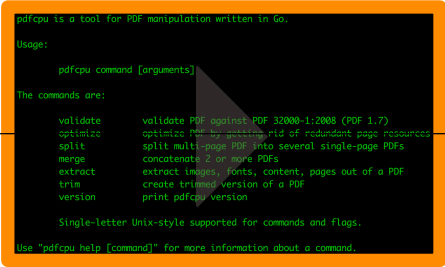 pdfcpu is a tool for PDF manipulation written in Go.
Usage:
pdfcpu command [arguments]
The commands are:
validate validate PDF against PDF 32000-1:2008 (PDF 1.7)
optimize optimize PDF by getting rid of redundant page resources
split split multi-page PDF into several single-page PDFs
merge concatenate 2 or more PDFs
extract extract images, fonts, content, pages out of a PDF
trim create trimmed version of a PDF
version print pdfcpu version
Single-letter Unix-style supported for commands and flags.
Use "pdfcpu help [command]" for more information about a command.